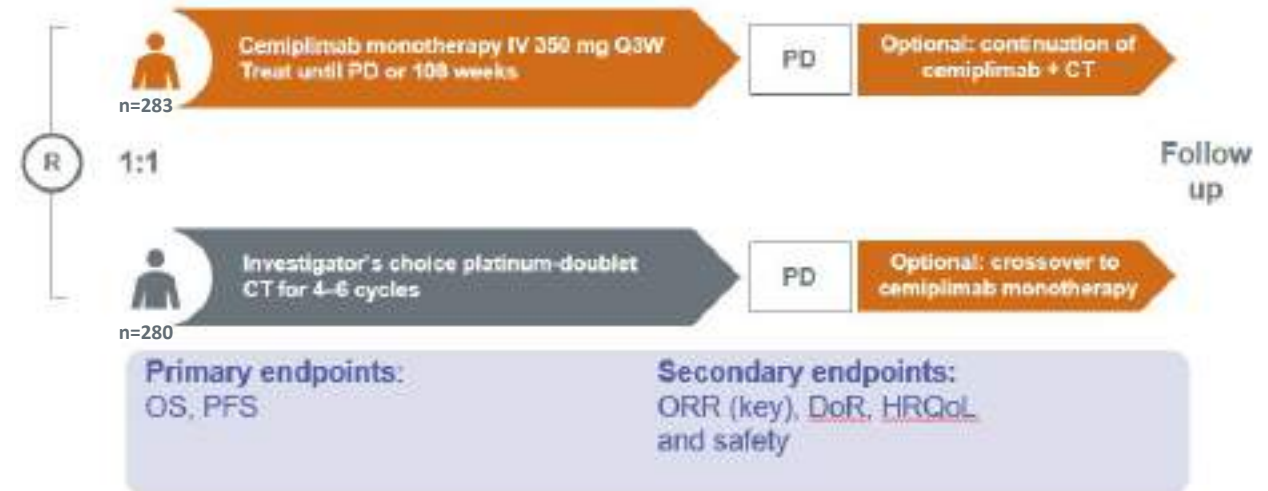 Cemiplimab monotherapy IV 350 mg Q3W
Treat until PD or 108 weeks
n=283
PD
Optional: continuation of
cemiplimab + CT
R
1:1
Follow
up
Investigator's choice platinum-doublet
CT for 4–6 cycles
n=280
PD
Optional: crossover to
cemiplimab monotherapy
Primary endpoints:
OS, PFS
Secondary endpoints:
ORR (key), DoR, HRQoL
and safety